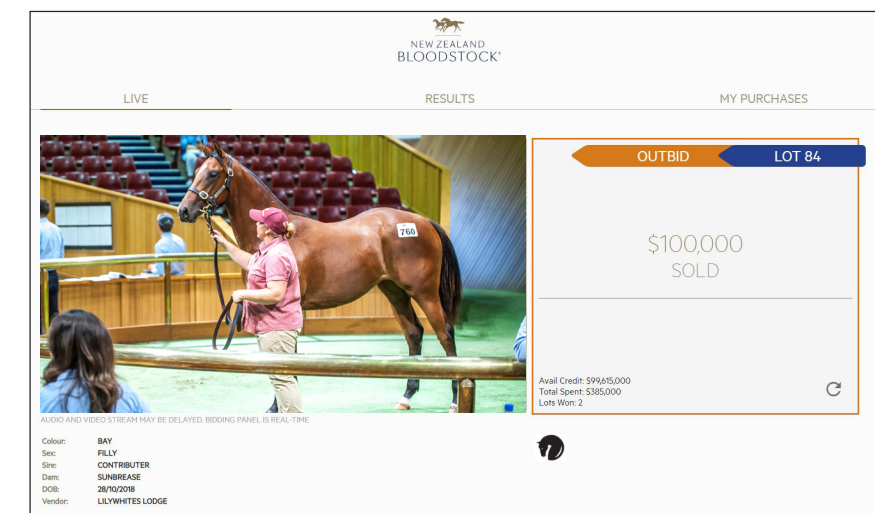 NEW ZEALAND
BLOODSTOCK®
LIVE RESULTS MY PURCHASES
760
OUTBID LOT 84
$100,000
SOLD
Avail Credit: $99,615,000
Total Spent: $385,000
Lots Won: 2
AUDIO AND VIDEO STREAM MAY BE DELAYED. BIDDING PANEL IS REAL-TIME
Colour: BAY
Sex: FILLY
Sire: CONTRIBUTER
Dam: SUNBREASE
DOB: 28/10/2018
Vendor: LILYWHITES LODGE